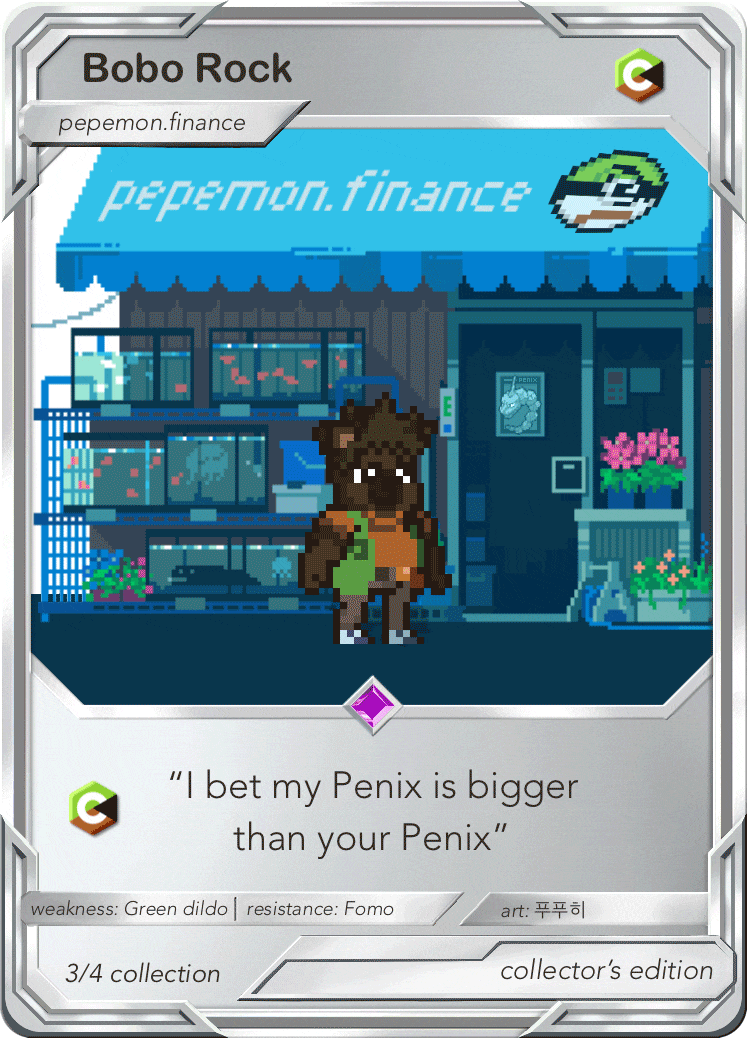 Bobo Rock
pepemon.finance
pepemon.finance
PENIX
E
“I bet my Penix is bigger
than your Penix”
weakness: Green dildo| resistance: Fomo
art: 푸푸히
3/4 collection
collector’s edition